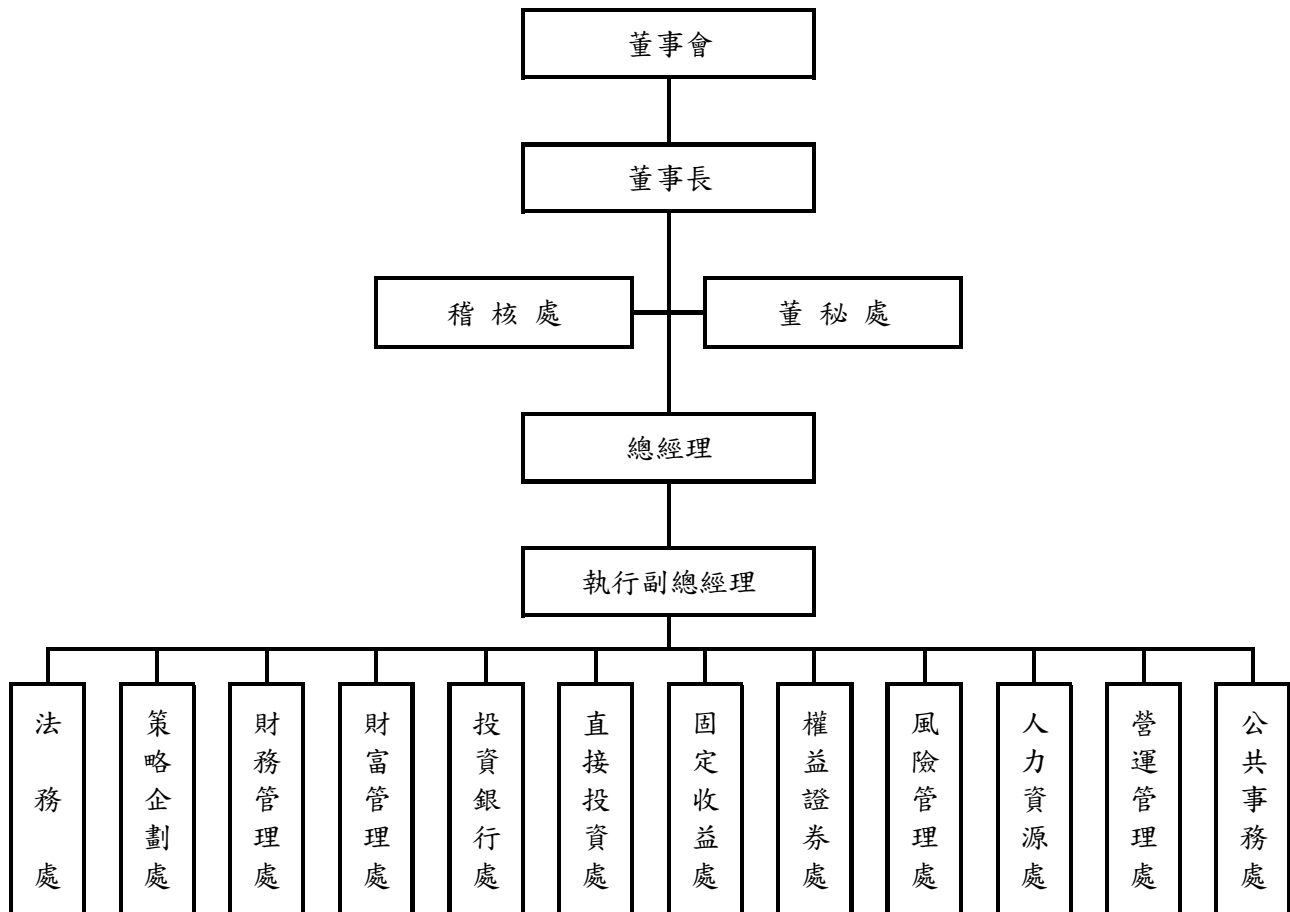 董事會
董事長
稽核處
董秘處
總經理
執行副總經理
法務處
策略企劃處
財務管理處
財富管理處
投資銀行處
直接投資處
固定收益處
權益證券處
風險管理處
人力資源處
營運管理處
公共事務處